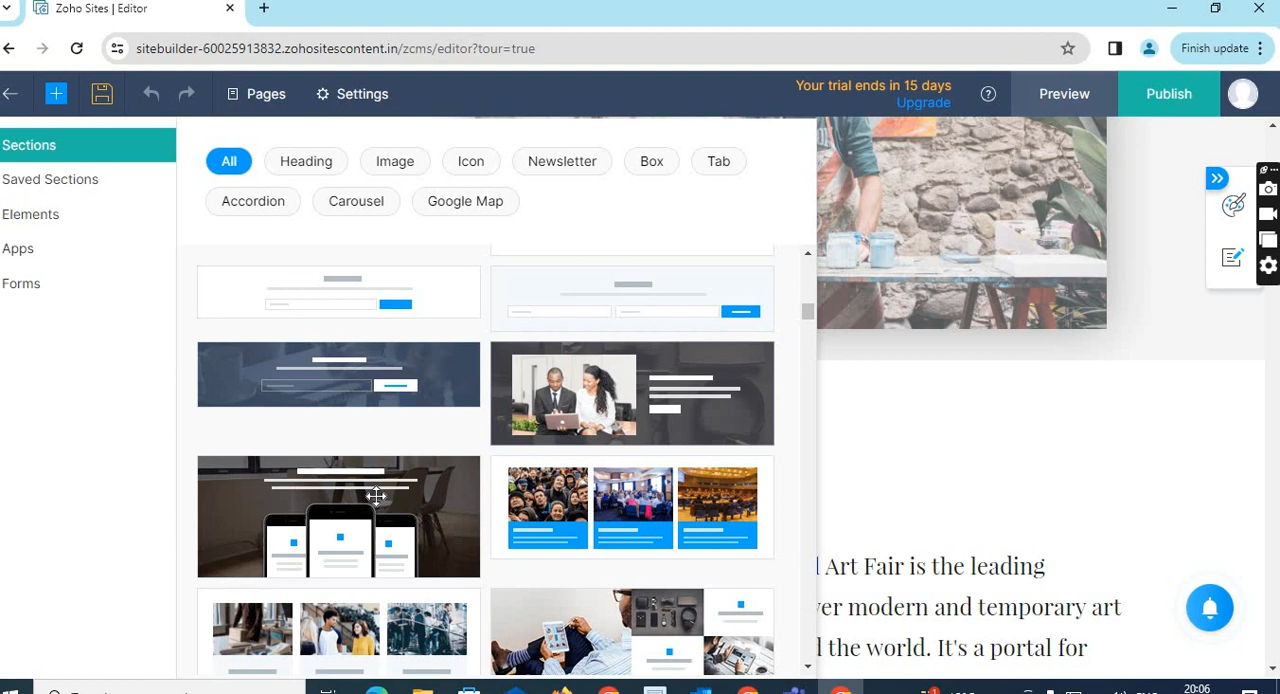 Zoho Sites | Editor
sitebuilder-60025913832.zohositescontent.in/zcms/editor?tour=true
Finish update
Pages
Settings
Your trial ends in 15 days
Upgrade
Preview
Publish
Sections
Saved Sections
Elements
Apps
Forms
All
Heading
Image
Icon
Newsletter
Box
Tab
Accordion
Carousel
Google Map
Art Fair is the leading
er modern and temporary art
the world. It's a portal for
20:06